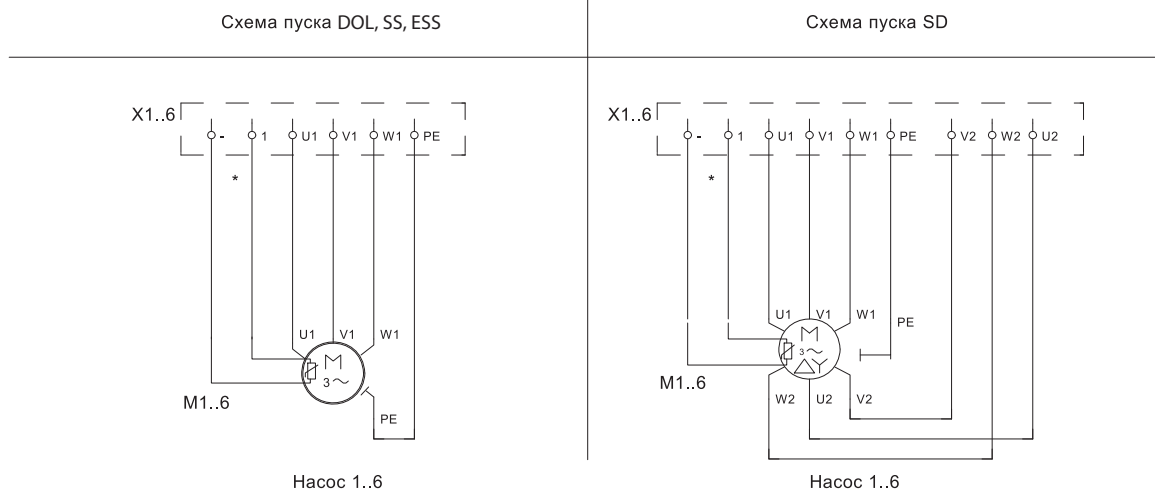 Схема пуска DOL, SS, ESS
Схема пуска SD
X1..6
- 1 U1 V1 W1 PE
*
U1 V1 W1
M
3~
M1..6
PE
Насос 1..6
X1..6
- 1 U1 V1 W1 PE V2 W2 U2
*
U1 V1 W1
PE
M
3~
△Y
M1..6
W2 U2 V2
Насос 1..6